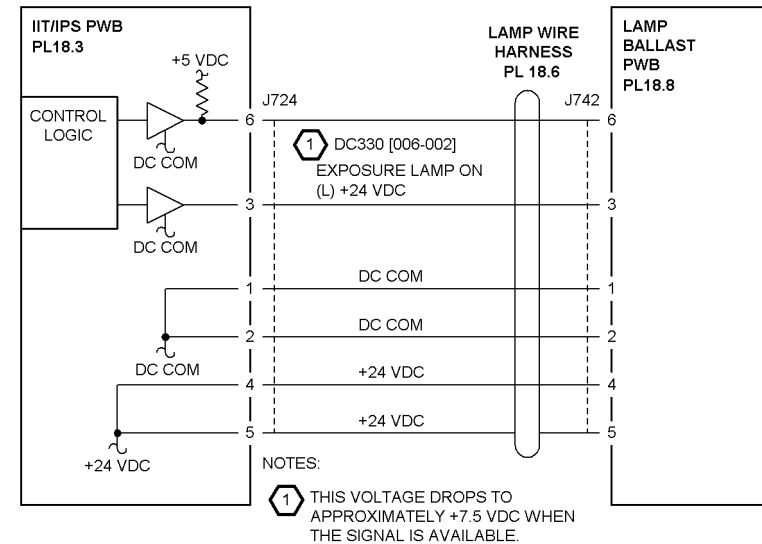 IIT/IPS PWB
PL18.3
+5 VDC
LAMP WIRE
HARNESS
PL 18.6
LAMP
BALLAST
PWB
PL18.8
CONTROL
LOGIC
J724
J742
6
6
DC COM
1 DC330 [006-002]
EXPOSURE LAMP ON
(L) +24 VDC
3
3
DC COM
DC COM
1
1
DC COM
2
2
DC COM
+24 VDC
4
4
+24 VDC
5
5
+24 VDC
NOTES:
1 THIS VOLTAGE DROPS TO
APPROXIMATELY +7.5 VDC WHEN
THE SIGNAL IS AVAILABLE.